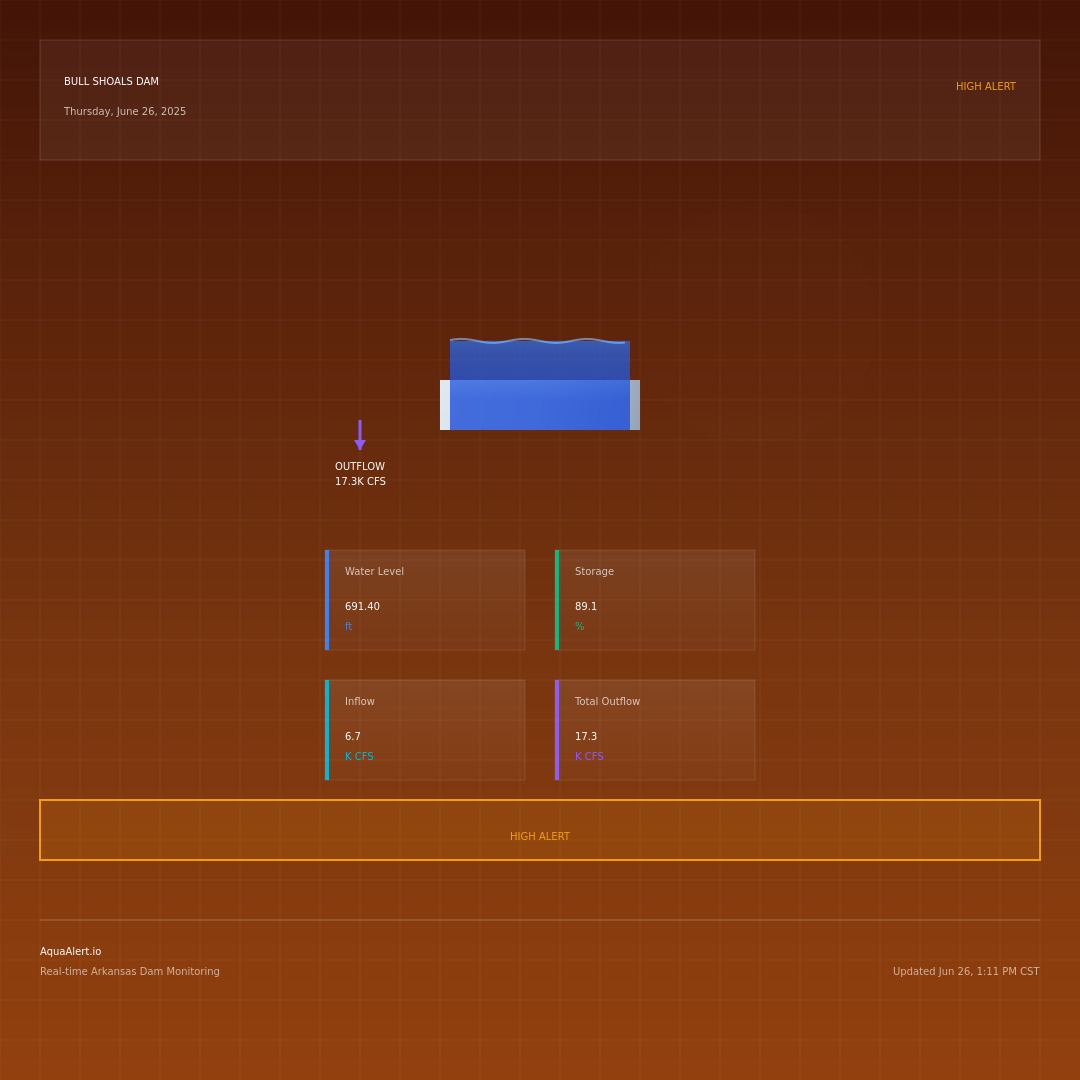 BULL SHOALS DAM
HIGH ALERT
Thursday, June 26, 2025
OUTFLOW
17.3K CFS
Water Level
691.40
ft
Storage
89.1
%
Inflow
6.7
K CFS
Total Outflow
17.3
K CFS
HIGH ALERT
AquaAlert.io
Real-time Arkansas Dam Monitoring
Updated Jun 26, 1:11 PM CST